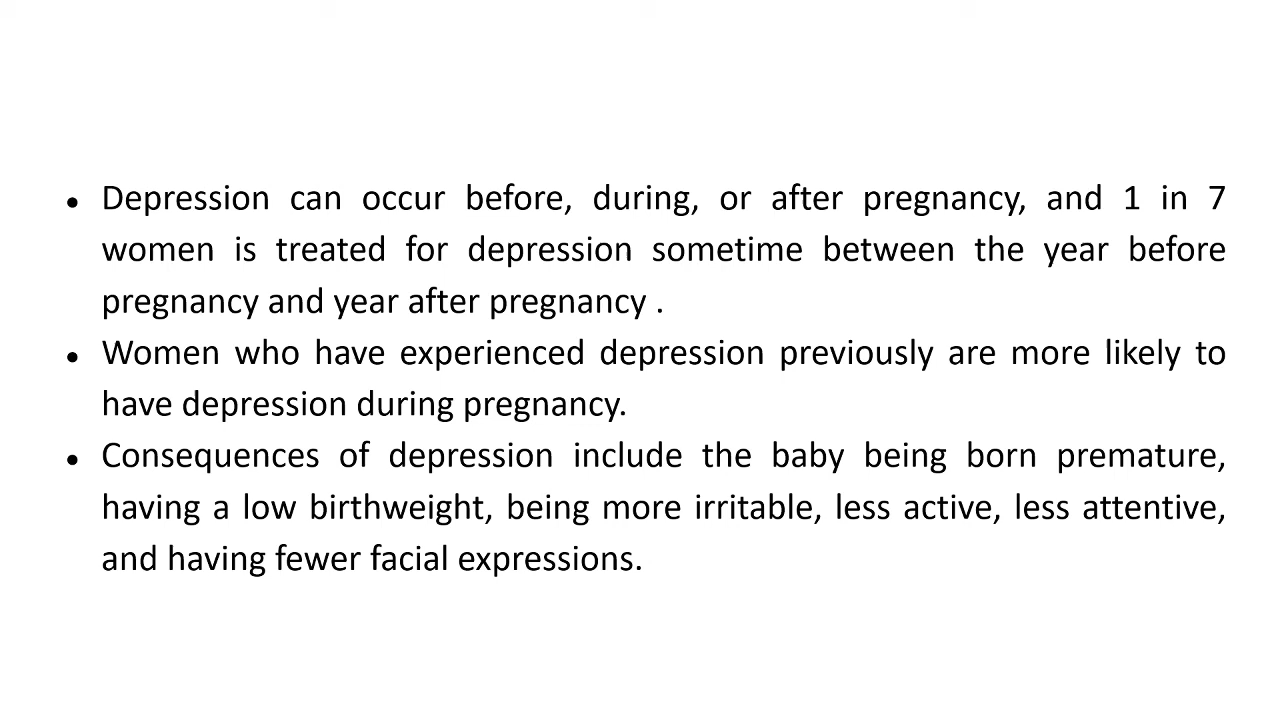 • Depression can occur before, during, or after pregnancy, and 1 in 7
women is treated for depression sometime between the year before
pregnancy and year after pregnancy .
• Women who have experienced depression previously are more likely to
have depression during pregnancy.
• Consequences of depression include the baby being born premature,
having a low birthweight, being more irritable, less active, less attentive,
and having fewer facial expressions.